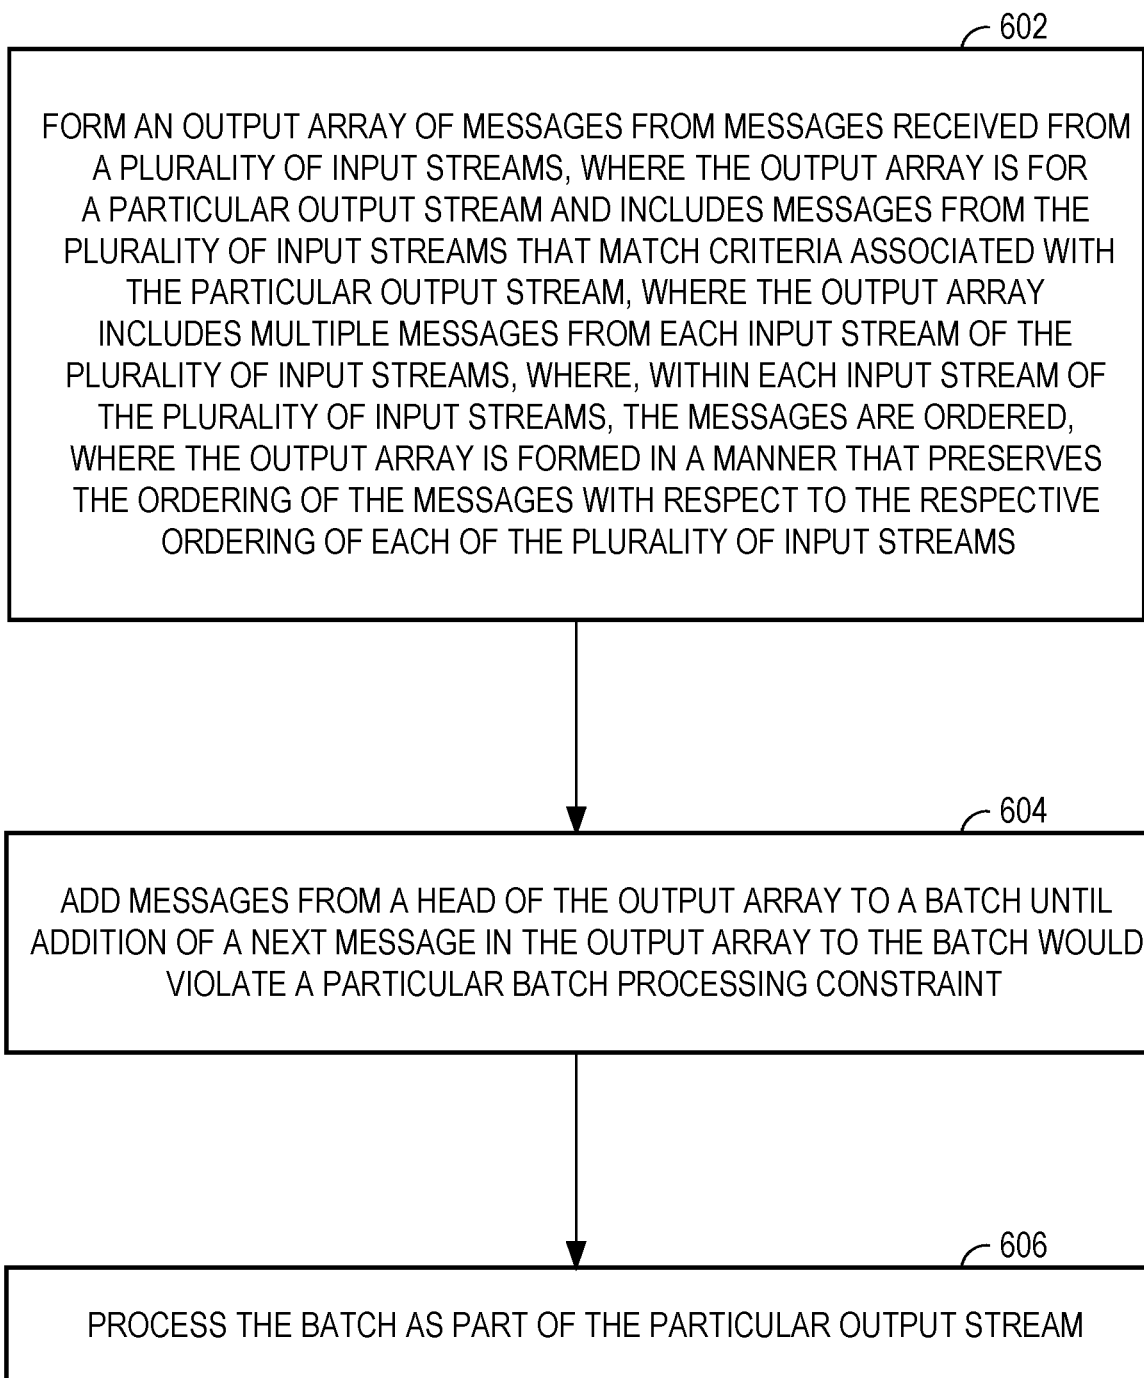 602
FORM AN OUTPUT ARRAY OF MESSAGES FROM MESSAGES RECEIVED FROM
A PLURALITY OF INPUT STREAMS, WHERE THE OUTPUT ARRAY IS FOR
A PARTICULAR OUTPUT STREAM AND INCLUDES MESSAGES FROM THE
PLURALITY OF INPUT STREAMS THAT MATCH CRITERIA ASSOCIATED WITH
THE PARTICULAR OUTPUT STREAM, WHERE THE OUTPUT ARRAY
INCLUDES MULTIPLE MESSAGES FROM EACH INPUT STREAM OF THE
PLURALITY OF INPUT STREAMS, WHERE, WITHIN EACH INPUT STREAM OF
THE PLURALITY OF INPUT STREAMS, THE MESSAGES ARE ORDERED,
WHERE THE OUTPUT ARRAY IS FORMED IN A MANNER THAT PRESERVES
THE ORDERING OF THE MESSAGES WITH RESPECT TO THE RESPECTIVE
ORDERING OF EACH OF THE PLURALITY OF INPUT STREAMS
604
ADD MESSAGES FROM A HEAD OF THE OUTPUT ARRAY TO A BATCH UNTIL
ADDITION OF A NEXT MESSAGE IN THE OUTPUT ARRAY TO THE BATCH WOULD
VIOLATE A PARTICULAR BATCH PROCESSING CONSTRAINT
606
PROCESS THE BATCH AS PART OF THE PARTICULAR OUTPUT STREAM